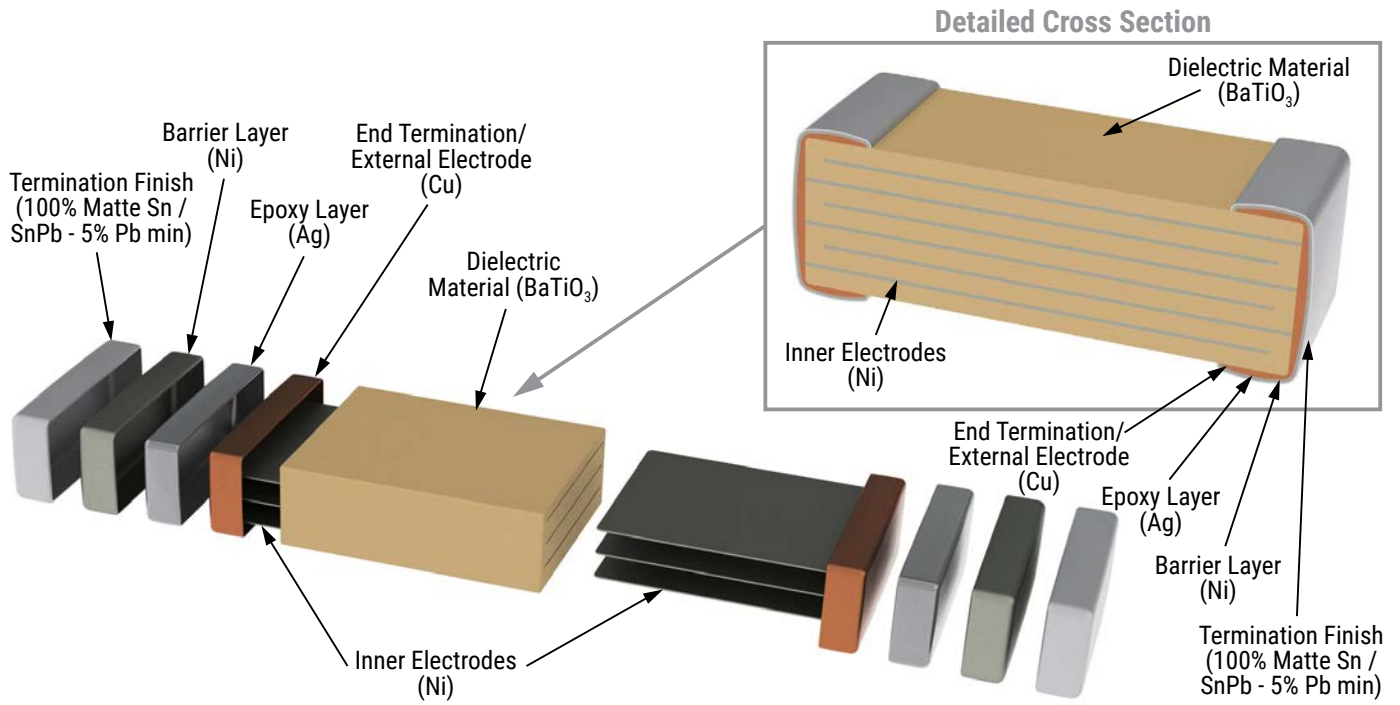 Detailed Cross Section
Dielectric Material
(BaTiO₃)
Barrier Layer
(Ni)
End Termination/
External Electrode
(Cu)
Termination Finish
(100% Matte Sn /
SnPb - 5% Pb min)
Epoxy Layer
(Ag)
Dielectric
Material (BaTiO₃)
Inner Electrodes
(Ni)
End Termination/
External Electrode
(Cu)
Epoxy Layer
(Ag)
Barrier Layer
(Ni)
Termination Finish
(100% Matte Sn /
SnPb - 5% Pb min)
Inner Electrodes
(Ni)